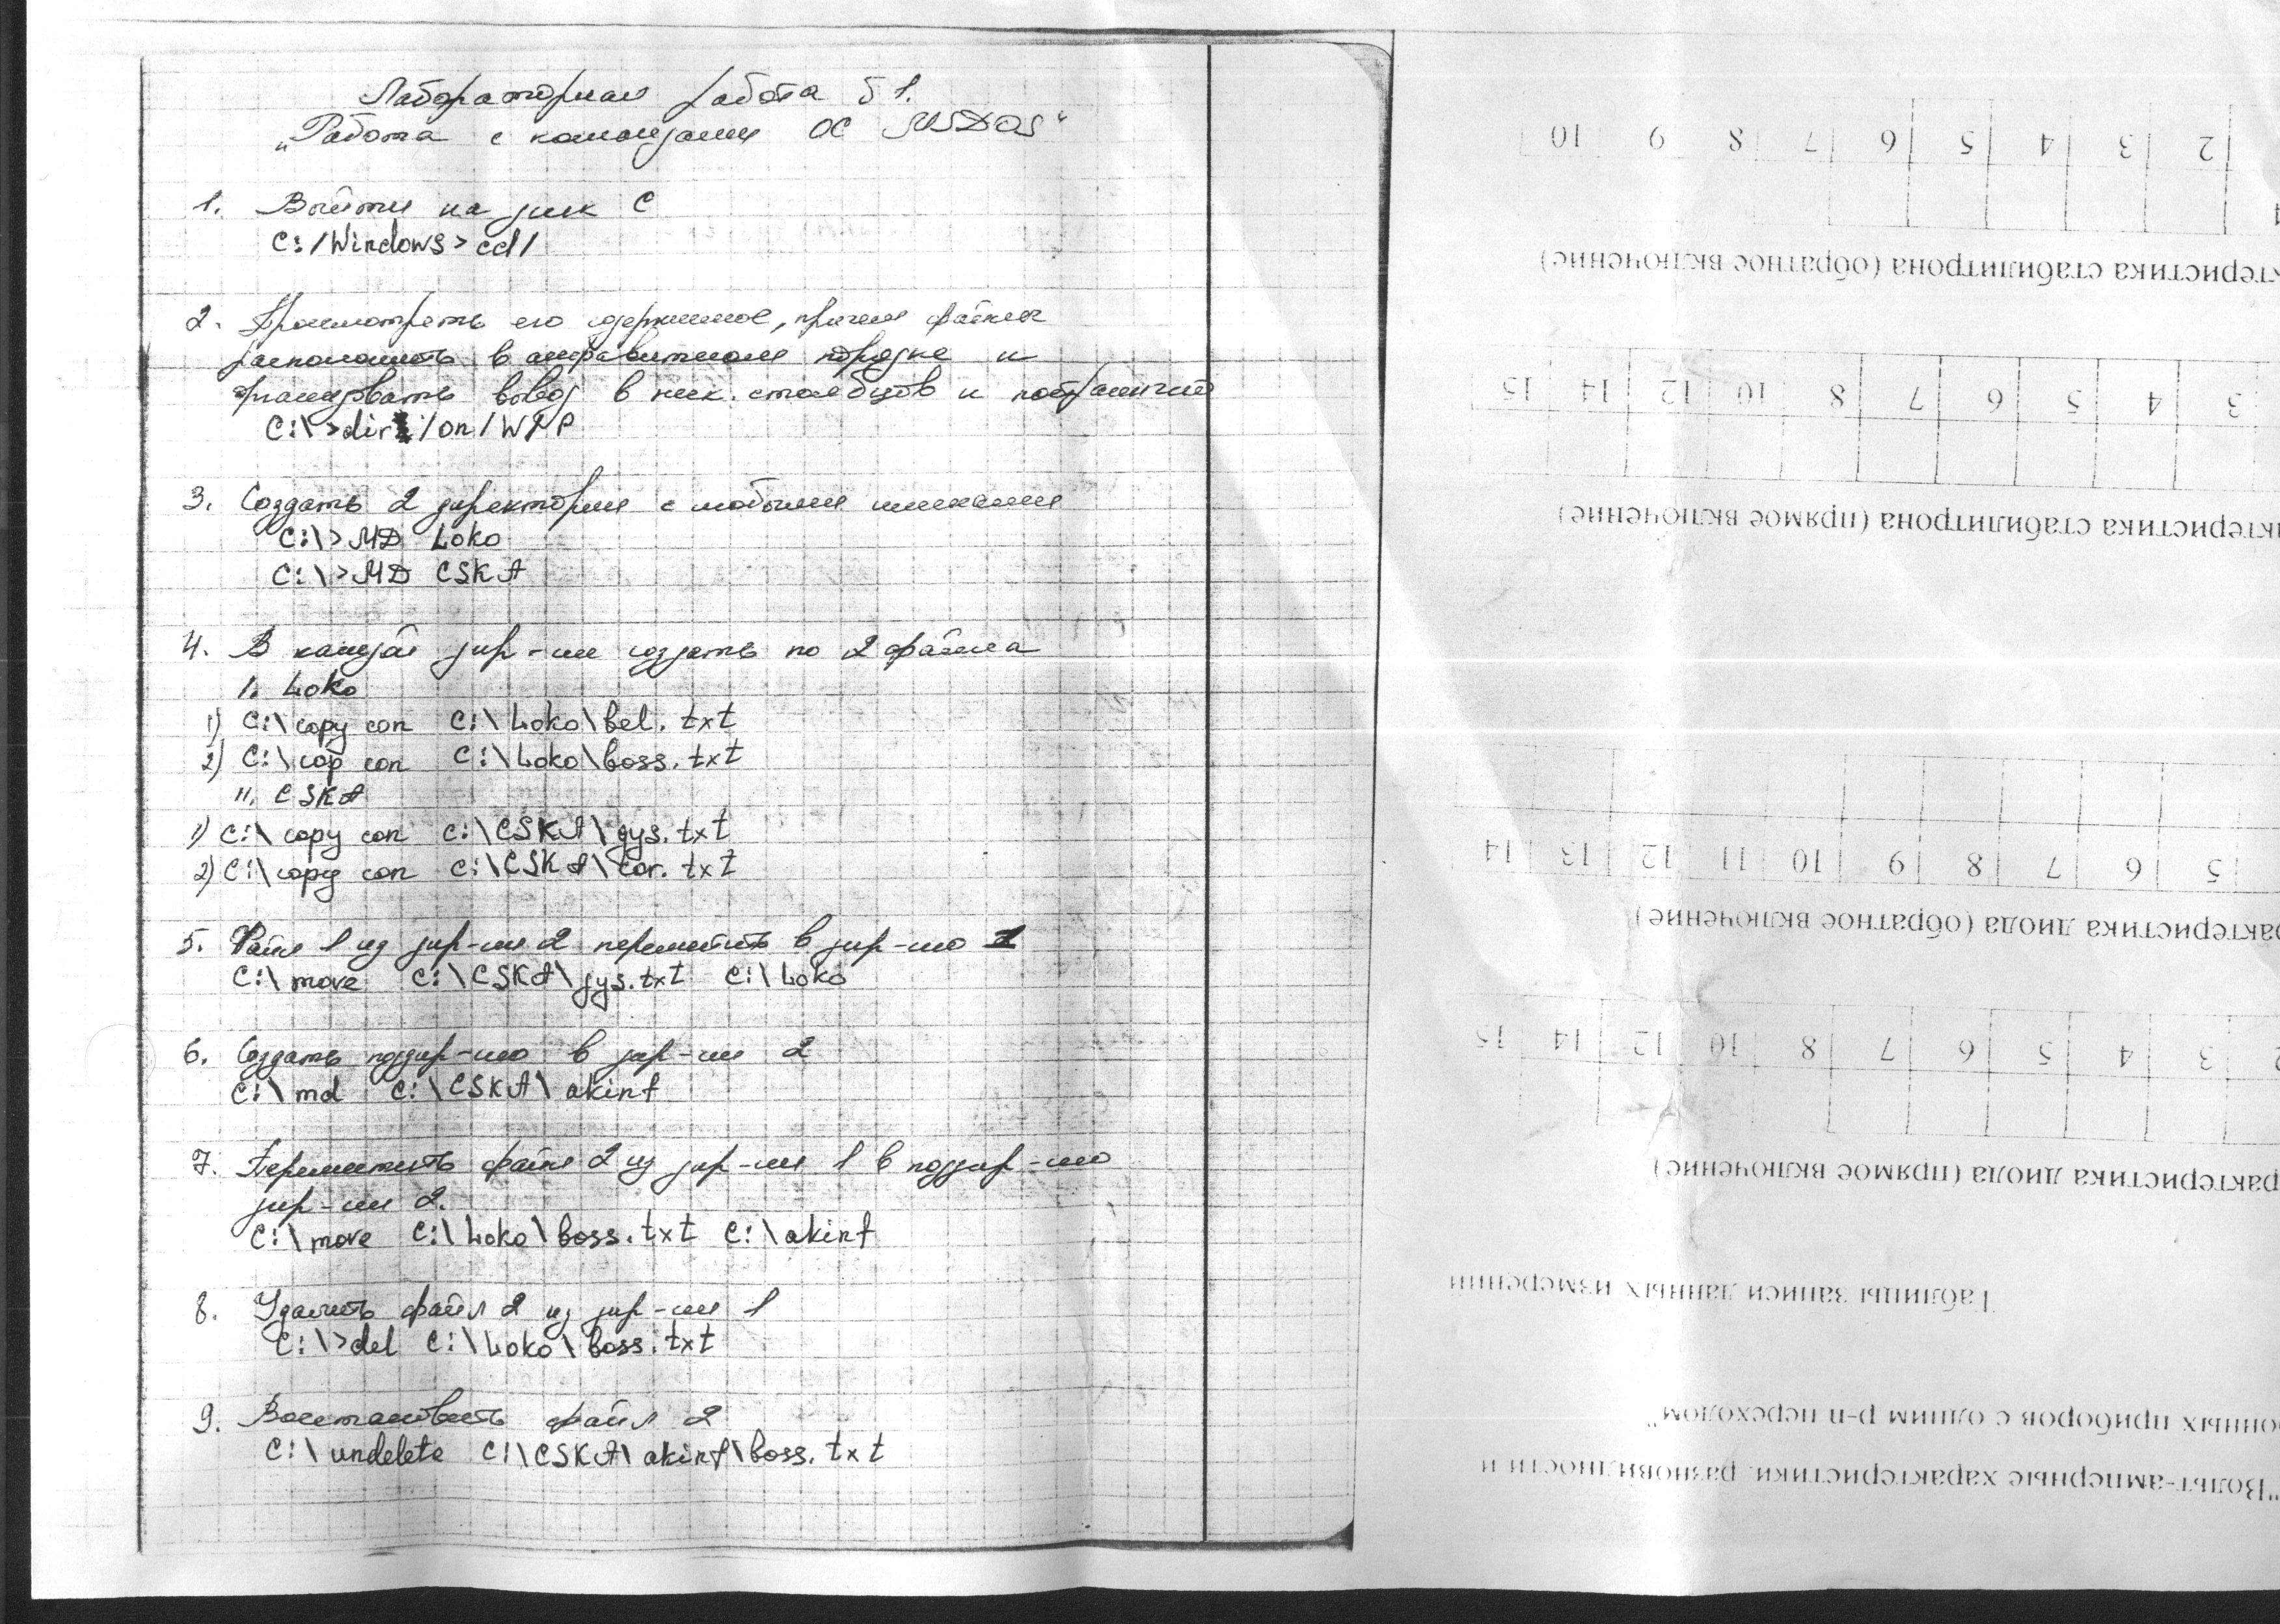 Лабораторная работа № 1.
„Работа с командами ОС MSDOS“
1. Выйти на диск C
C:/Windows>cd/
2. Просмотреть его содержимое, причем файлы
расположить в алфавитном порядке и
организовать вывод в неск. столбцов и постранично
C:\>dir/on/W/P
3. Создать 2 директории с любыми именами
C:\>MD Loko
C:\>MD CSKA
4. В каждой дир-ии создать по 2 файла
I. Loko
1) C:\copy con C:\Loko\bel.txt
2) C:\cop con C:\Loko\boss.txt
II. CSKA
1) C:\ copy con C:\CSKA\gys.txt
2) C:\copy con C:\CSKA\car.txt
5. Файл 1 из дир-ии 2 переместить в дир-ию 1
C:\ move C:\CSKA\gys.txt C:\Loko
6. Создать поддир-ию в дир-ии 2
C:\ md C:\CSKA\ akinf
7. Переместить файл 2 из дир-ии 1 в поддир-ию
дир-ии 2.
C:\move C:\Loko\boss.txt C:\akinf
8. Удалить файл 2 из дир-ии 1
C:\>del C:\Loko\boss.txt
9. Восстановить файл 2
C:\ undelete C:\CSKA\akinf\boss.txt
"Вольт-амперные характеристики, разновидности и
онных приборов с одним p-n переходом"
Таблицы записи данных измерений
рактеристика диода (прямое включение)
2 3 4 5 6 7 8 10 12 14 15
рактеристика диода (обратное включение)
5 6 7 8 9 10 11 12 13 14
актеристика стабилитрона (прямое включение)
3 4 5 6 7 8 10 12 14 15
ктеристика стабилитрона (обратное включение)
2 3 4 5 6 7 8 9 10